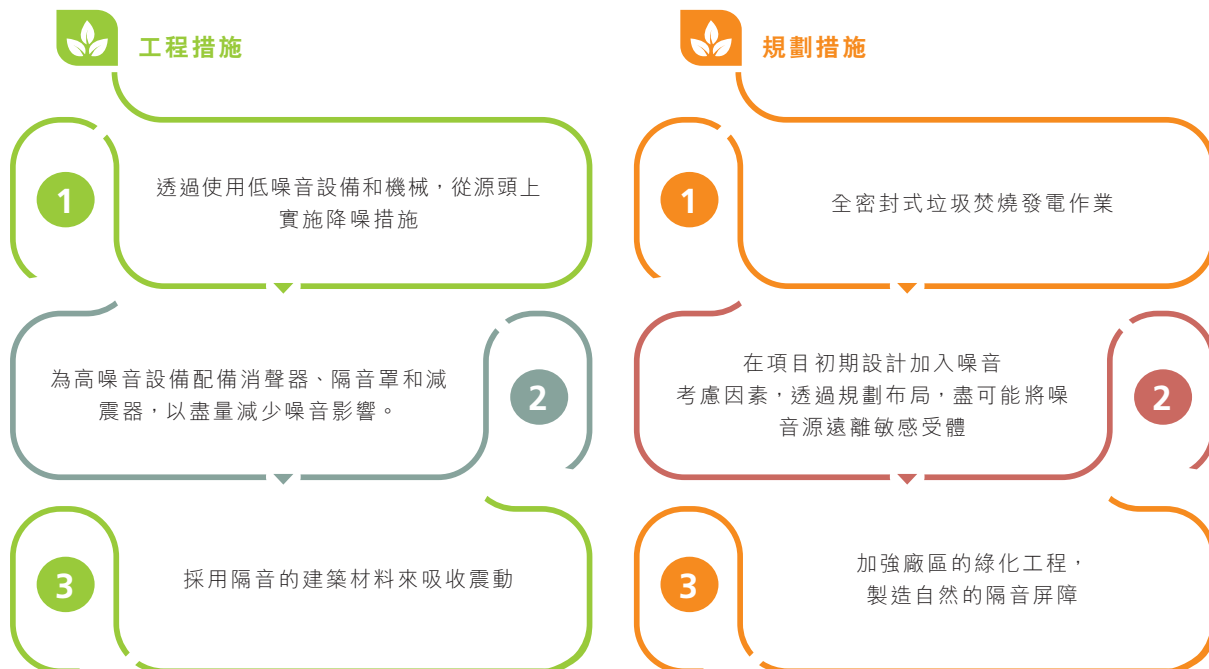 工程措施
1
透過使用低噪音設備和機械，從源頭上
實施降噪措施
為高噪音設備配備消聲器、隔音罩和減
震器，以盡量減少噪音影響。
2
3
採用隔音的建築材料來吸收震動
規劃措施
1
全密封式垃圾焚燒發電作業
在項目初期設計加入噪音
考慮因素，透過規劃布局，盡可能將噪
音源遠離敏感受體
2
3
加強廠區的綠化工程，
製造自然的隔音屏障